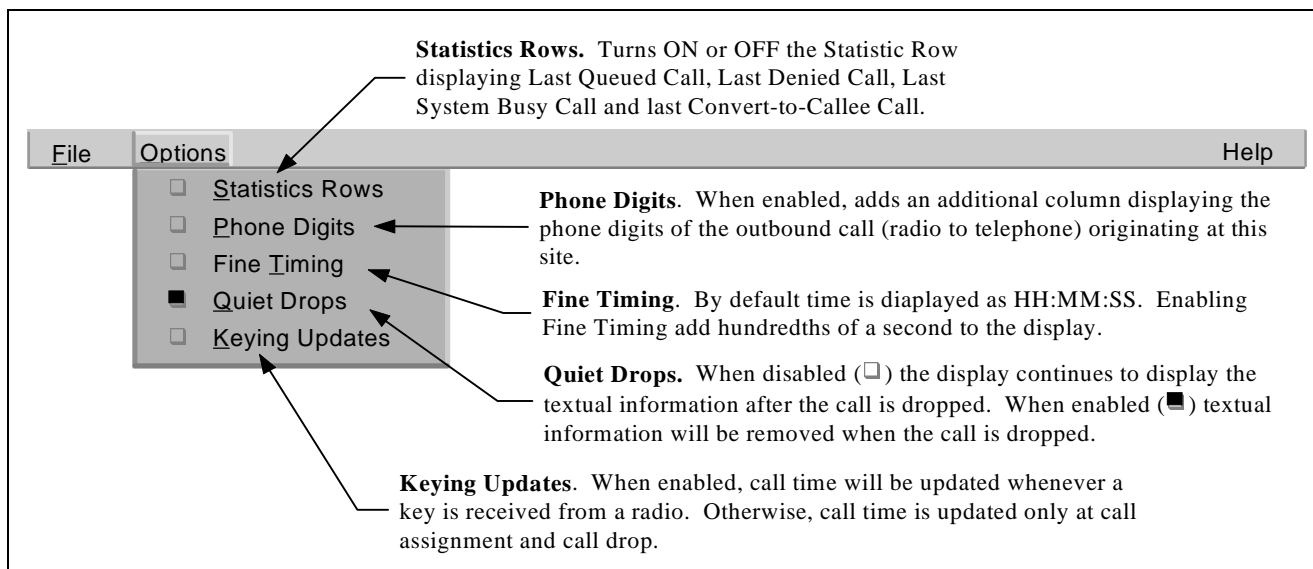 Statistics Rows. Turns ON or OFF the Statistic Row
displaying Last Queued Call, Last Denied Call, Last
System Busy Call and last Convert-to-Callee Call.
File Options Help
Statistics Rows
Phone Digits
Fine Timing
Quiet Drops
Keying Updates
Phone Digits. When enabled, adds an additional column displaying the
phone digits of the outbound call (radio to telephone) originating at this
site.
Fine Timing. By default time is diaplayed as HH:MM:SS. Enabling
Fine Timing add hundredths of a second to the display.
Quiet Drops. When disabled (❑) the display continues to display the
textual information after the call is dropped. When enabled (■) textual
information will be removed when the call is dropped.
Keying Updates. When enabled, call time will be updated whenever a
key is received from a radio. Otherwise, call time is updated only at call
assignment and call drop.